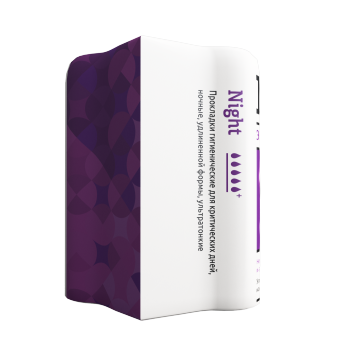 Night
Прокладки гигиенические для критических дней,
ночные, удлиненной формы, ультратонкие